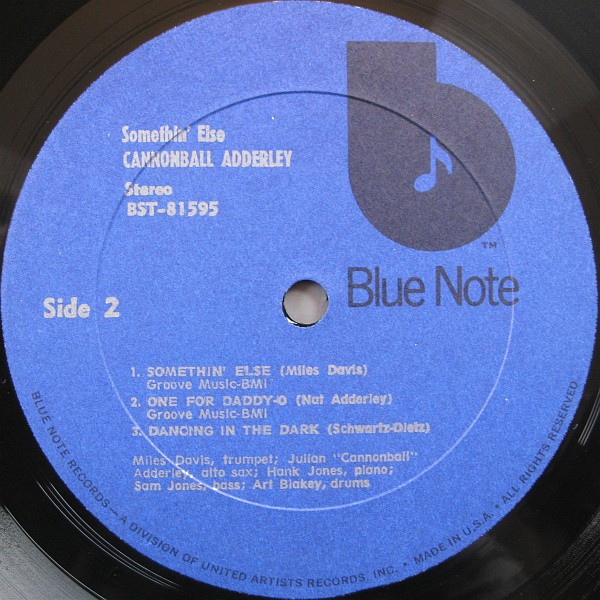 Somethin' Else
CANNONBALL ADDERLEY
Stereo
BST-81595
TM
Blue Note
Side 2
1. SOMETHIN' ELSE (Miles Davis)
Groove Music-BMI
2. ONE FOR DADDY-O (Nat Adderley)
Groove Music-BMI
3. DANCING IN THE DARK (Schwartz-Dietz)
Miles Davis, trumpet; Julian "Cannonball"
Adderley, alto sax; Hank Jones, piano;
Sam Jones, bass; Art Blakey, drums
BLUE NOTE RECORDS — A DIVISION OF UNITED ARTISTS RECORDS, INC. • MADE IN U.S.A. • ALL RIGHTS RESERVED